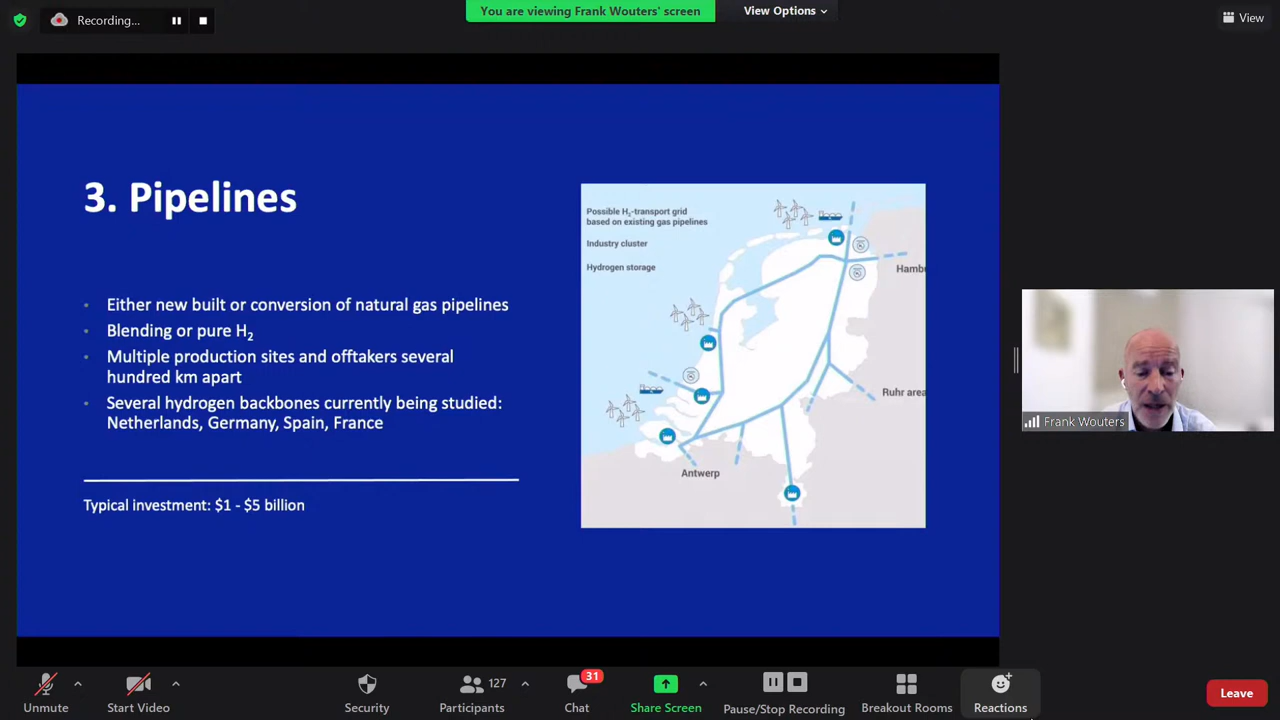 Recording...
You are viewing Frank Wouters' screen
View Options
View
3. Pipelines
• Either new built or conversion of natural gas pipelines
• Blending or pure H₂
• Multiple production sites and offtakers several
hundred km apart
• Several hydrogen backbones currently being studied:
Netherlands, Germany, Spain, France
Typical investment: $1 - $5 billion
Possible H₂-transport grid
based on existing gas pipelines
Industry cluster
Hydrogen storage
Hambu
Ruhr area
Antwerp
Frank Wouters
Unmute
Start Video
Security
127
Participants
31
Chat
Share Screen
Pause/Stop Recording
Breakout Rooms
Reactions
Leave